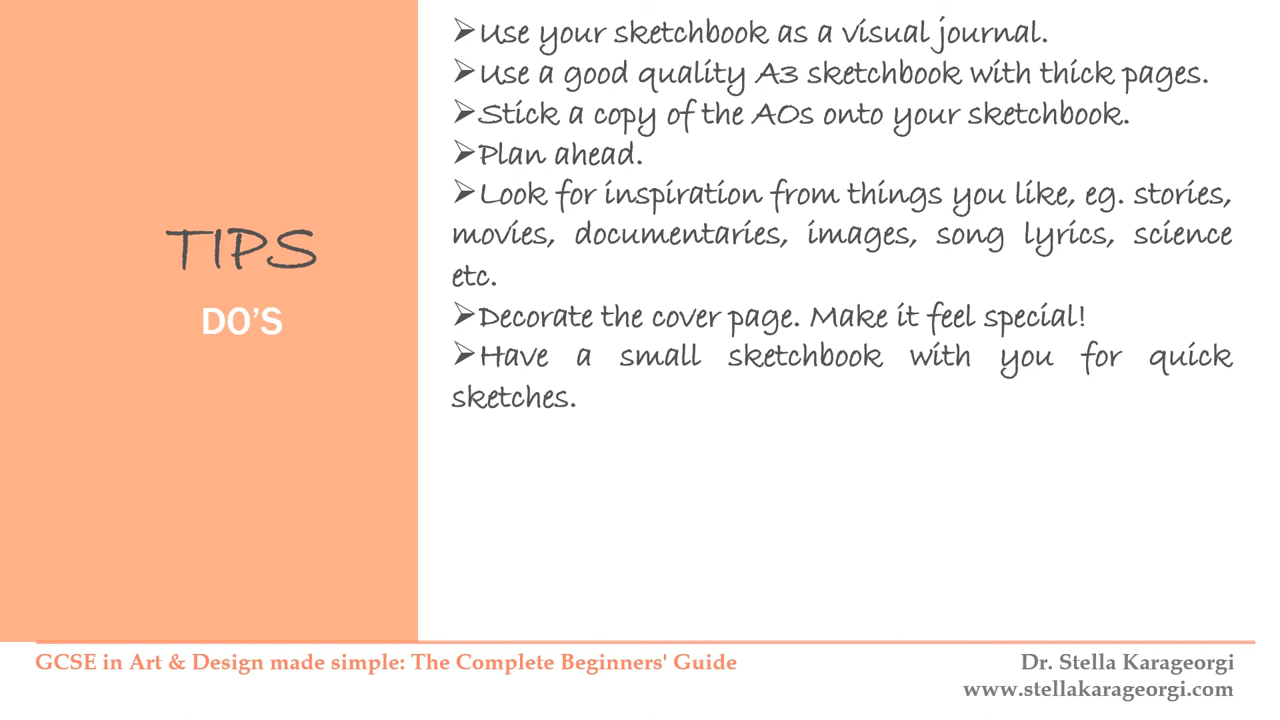 TIPS
DO'S
➢Use your sketchbook as a visual journal.
➢Use a good quality A3 sketchbook with thick pages.
➢Stick a copy of the AOs onto your sketchbook.
➢Plan ahead.
➢Look for inspiration from things you like, eg. stories,
movies, documentaries, images, song lyrics, science
etc.
➢Decorate the cover page. Make it feel special!
➢Have a small sketchbook with you for quick
sketches.
GCSE in Art & Design made simple: The Complete Beginners' Guide
Dr. Stella Karageorgi
www.stellakarageorgi.com